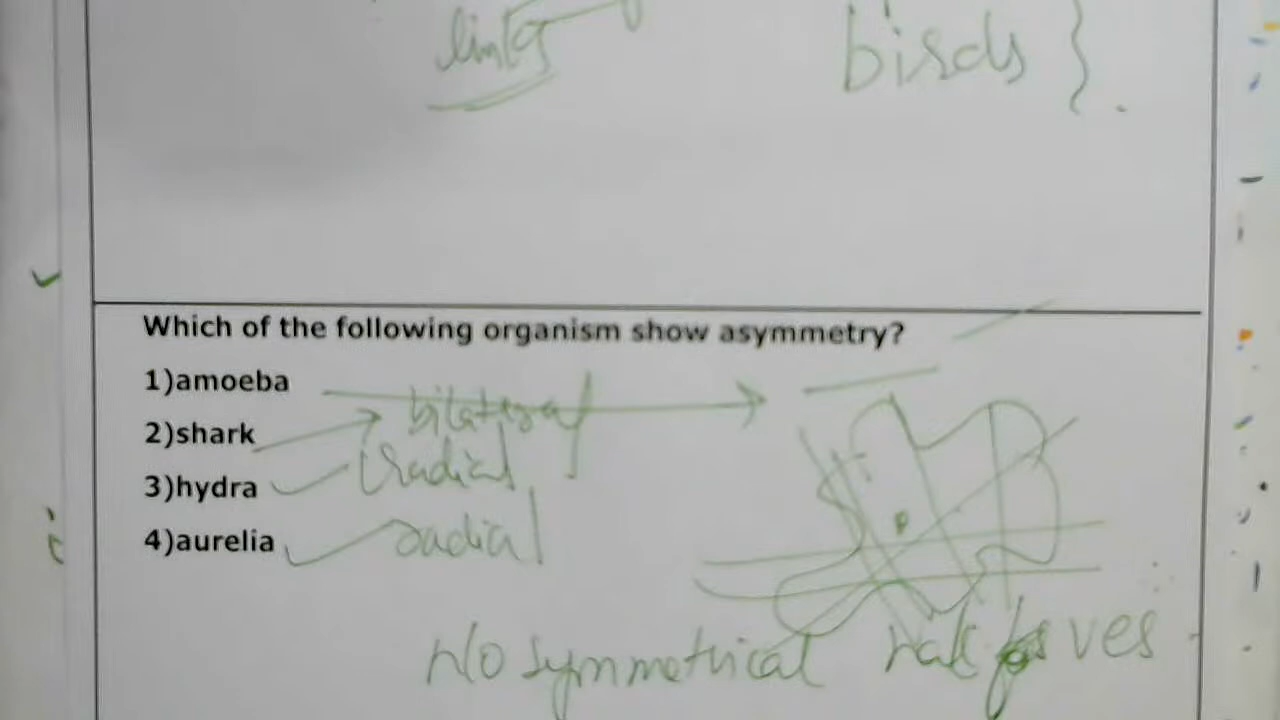 limbs birds }.
Which of the following organism show asymmetry?
1)amoeba
2)shark bilateral
3)hydra radial
4)aurelia radial
No symmetrical halves